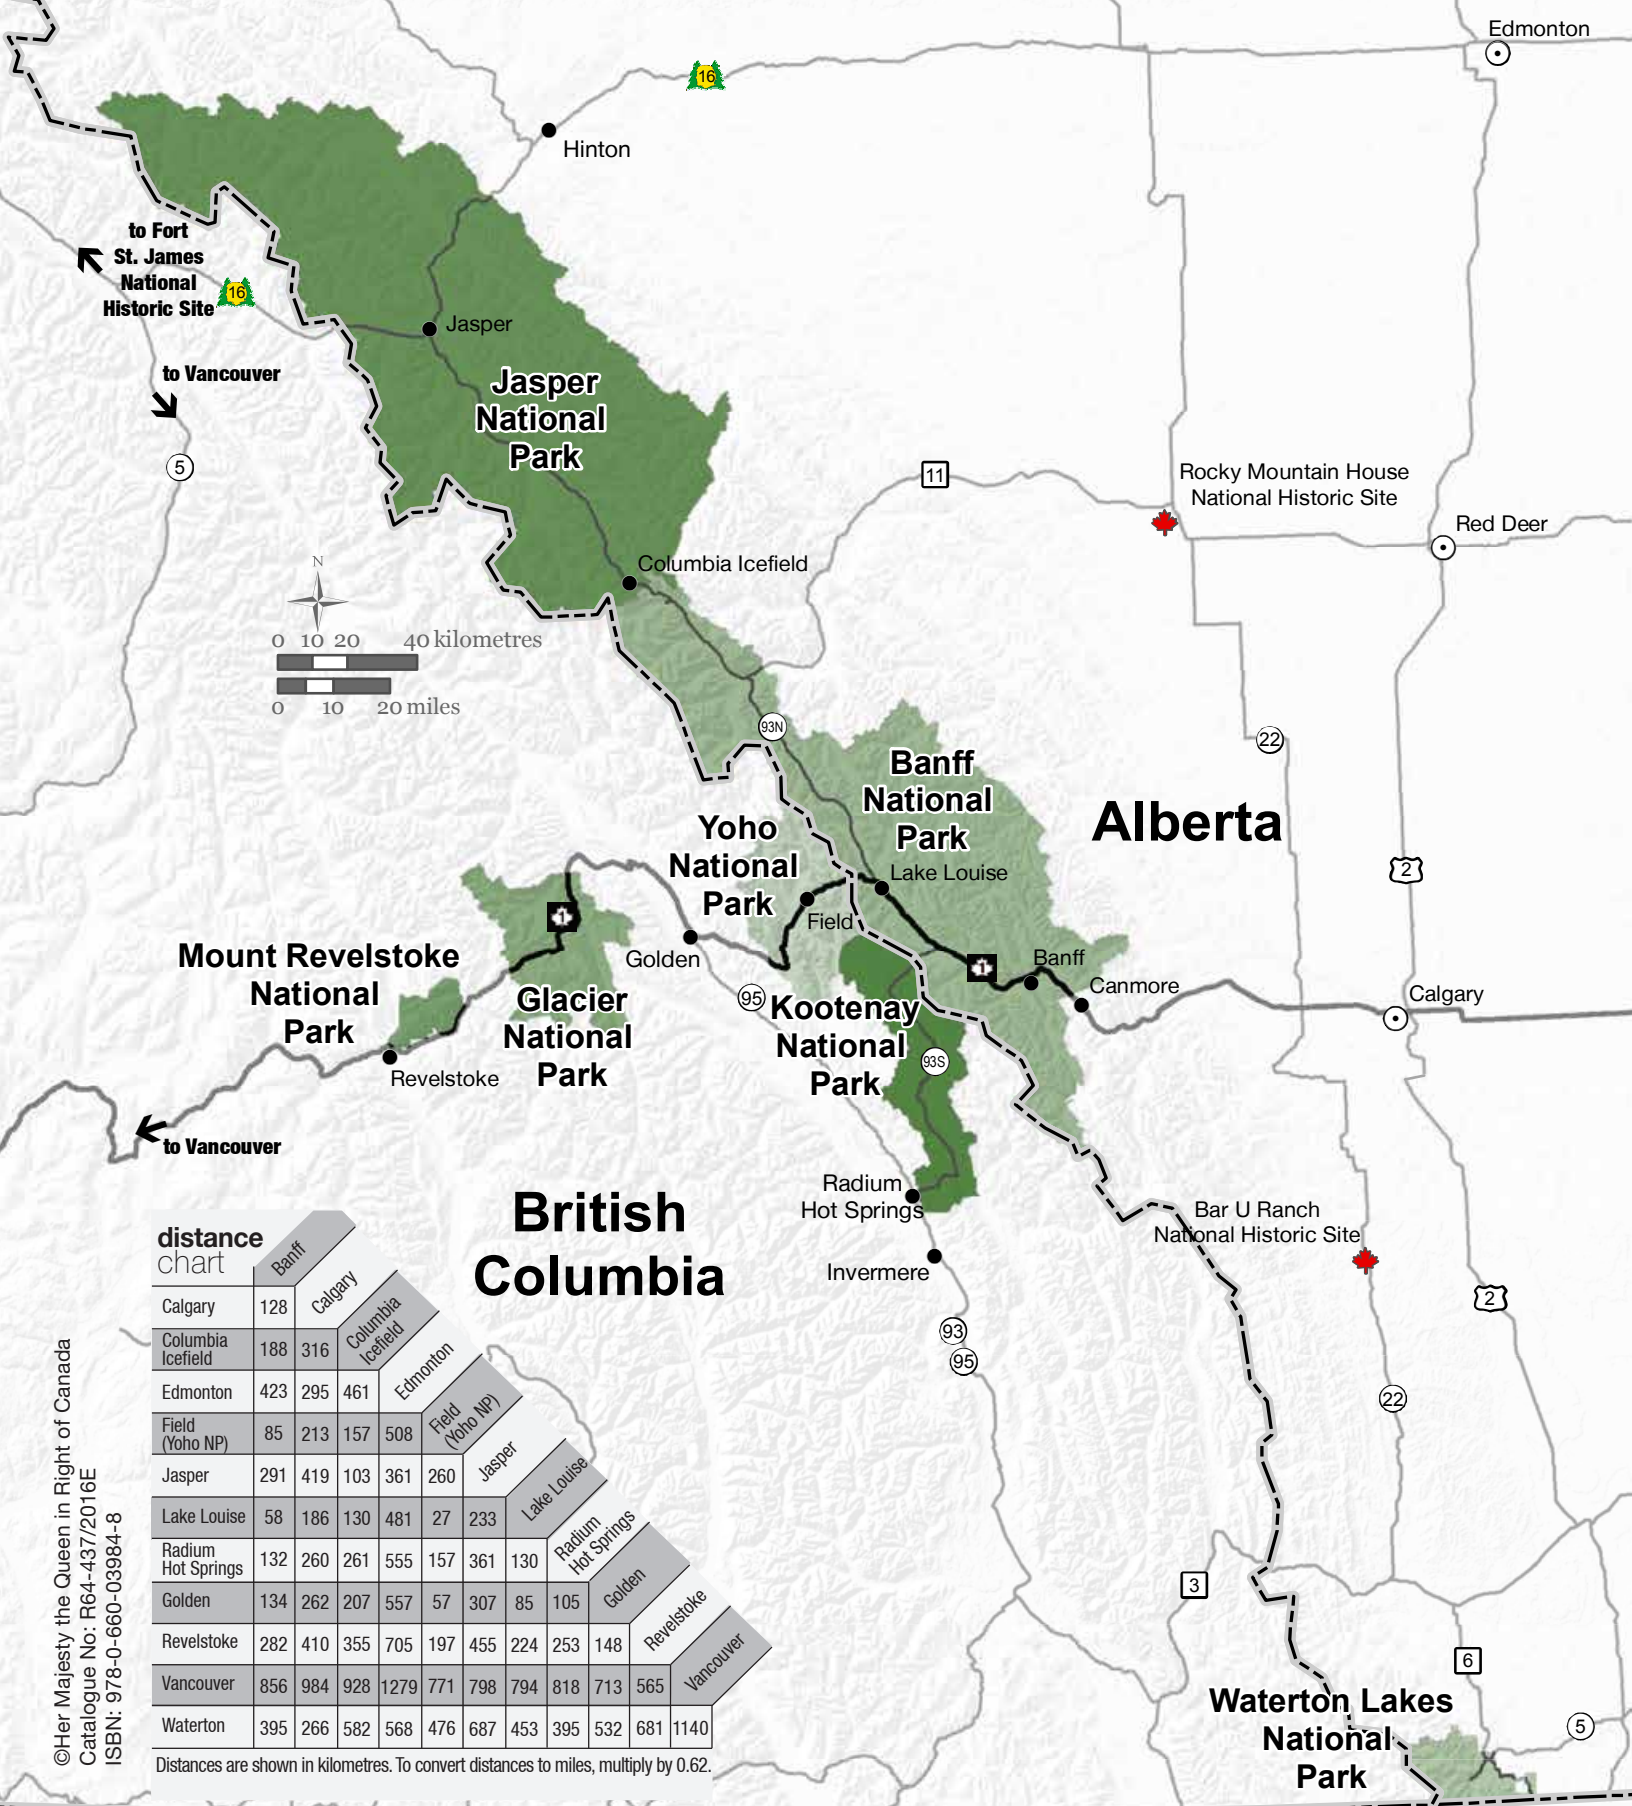 Edmonton
16
Hinton
to Fort
St. James
National
Historic Site
16
Jasper
to Vancouver
5
Jasper
National
Park
11
Rocky Mountain House
National Historic Site
Red Deer
Columbia Icefield
N
0 10 20 40 kilometres
0 10 20 miles
93N
22
Banff
National
Park
Alberta
Yoho
National
Park
Lake Louise
2
Field
1
Golden
Mount Revelstoke
National
Park
Banff
1
Canmore
95
Calgary
Glacier
National
Park
Kootenay
National
Park
93S
Revelstoke
to Vancouver
Radium
Hot Springs
British
Columbia
Bar U Ranch
National Historic Site
Invermere
2
93
95
22
3
6
5
Waterton Lakes
National
Park
distance
chart
Banff
Calgary
Columbia
Icefield
Edmonton
Field
(Yoho NP)
Jasper
Lake Louise
Radium
Hot Springs
Golden
Revelstoke
Vancouver
Calgary 128
Columbia
Icefield 188 316
Edmonton 423 295 461
Field
(Yoho NP) 85 213 157 508
Jasper 291 419 103 361 260
Lake Louise 58 186 130 481 27 233
Radium
Hot Springs 132 260 261 555 157 361 130
Golden 134 262 207 557 57 307 85 105
Revelstoke 282 410 355 705 197 455 224 253 148
Vancouver 856 984 928 1279 771 798 794 818 713 565
Waterton 395 266 582 568 476 687 453 395 532 681 1140
Distances are shown in kilometres. To convert distances to miles, multiply by 0.62.
©Her Majesty the Queen in Right of Canada
Catalogue No: R64-437/2016E
ISBN: 978-0-660-03984-8